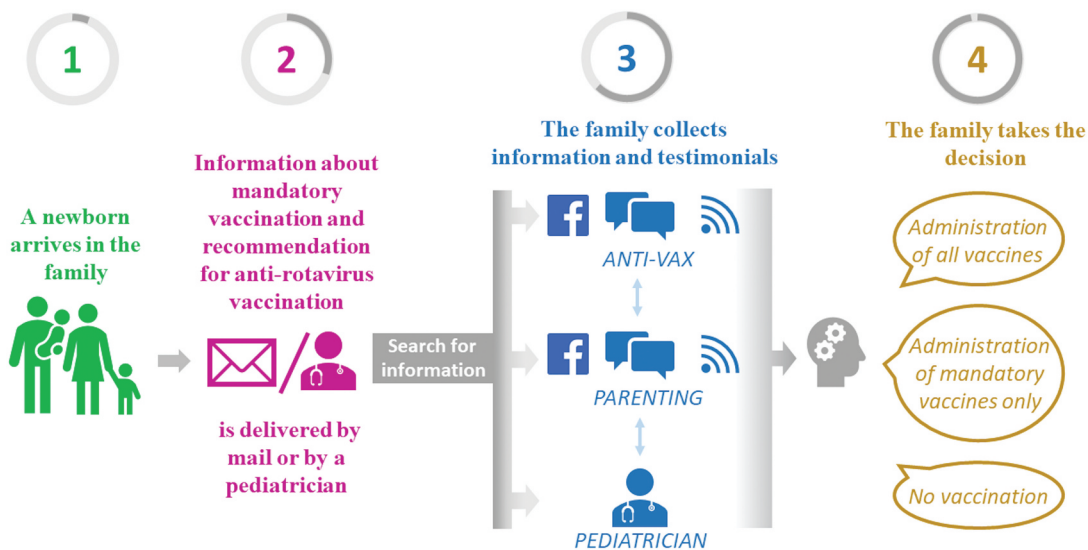 1
A newborn
arrives in the
family
2
Information about
mandatory
vaccination and
recommendation
for anti-rotavirus
vaccination
is delivered by
mail or by a
pediatrician
Search for
information
3
The family collects
information and testimonials
f
ANTI-VAX
f
PARENTING
PEDIATRICIAN
4
The family takes the
decision
Administration
of all vaccines
Administration
of mandatory
vaccines only
No vaccination